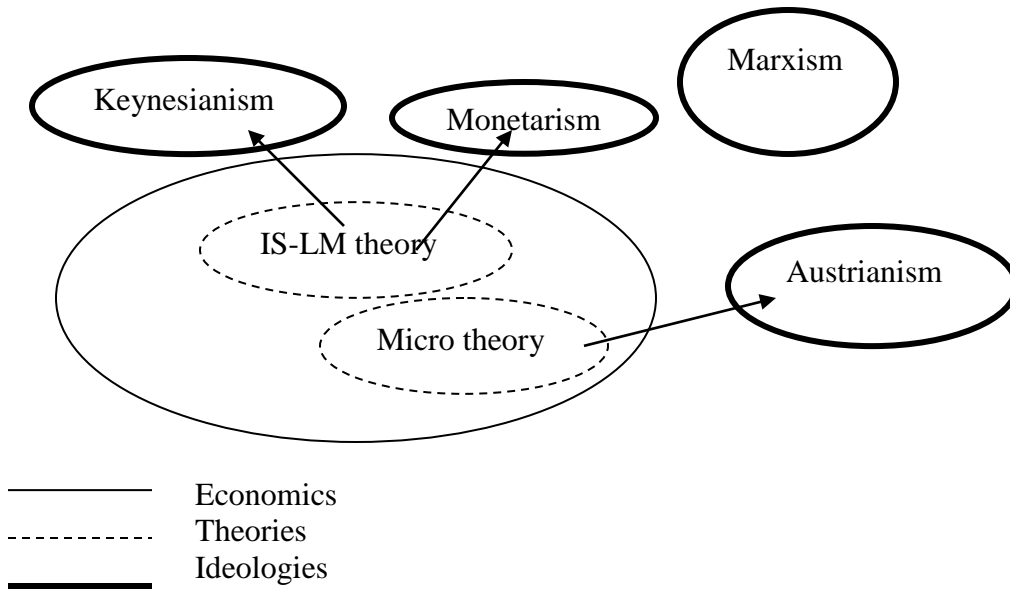 Marxism
Keynesianism
Monetarism
IS-LM theory
Austrianism
Micro theory
Economics
Theories
Ideologies